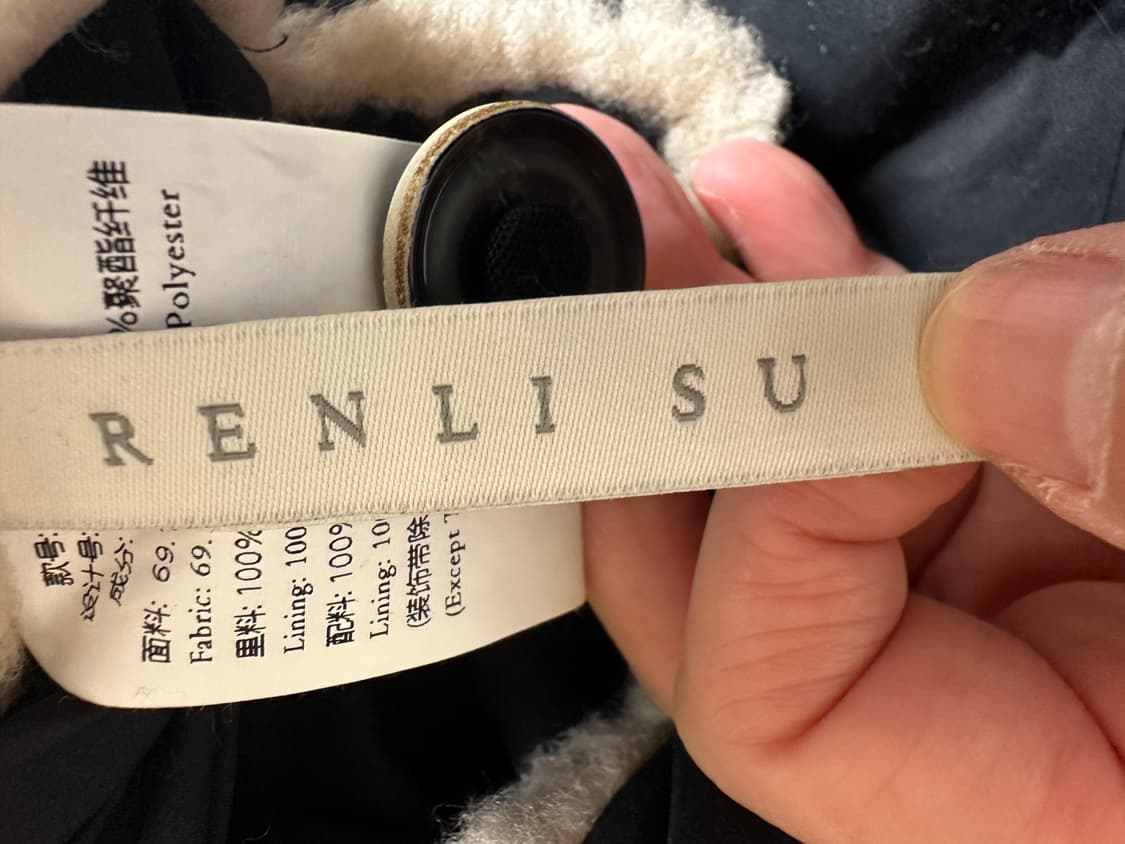 RENLI SU
%聚酯纤维
Polyester
款号:
设计号:
成分:
面料: 69.
Fabric: 69.
里料: 100%
Lining: 100
配料: 100%
Lining: 10
(装饰带除
(Except